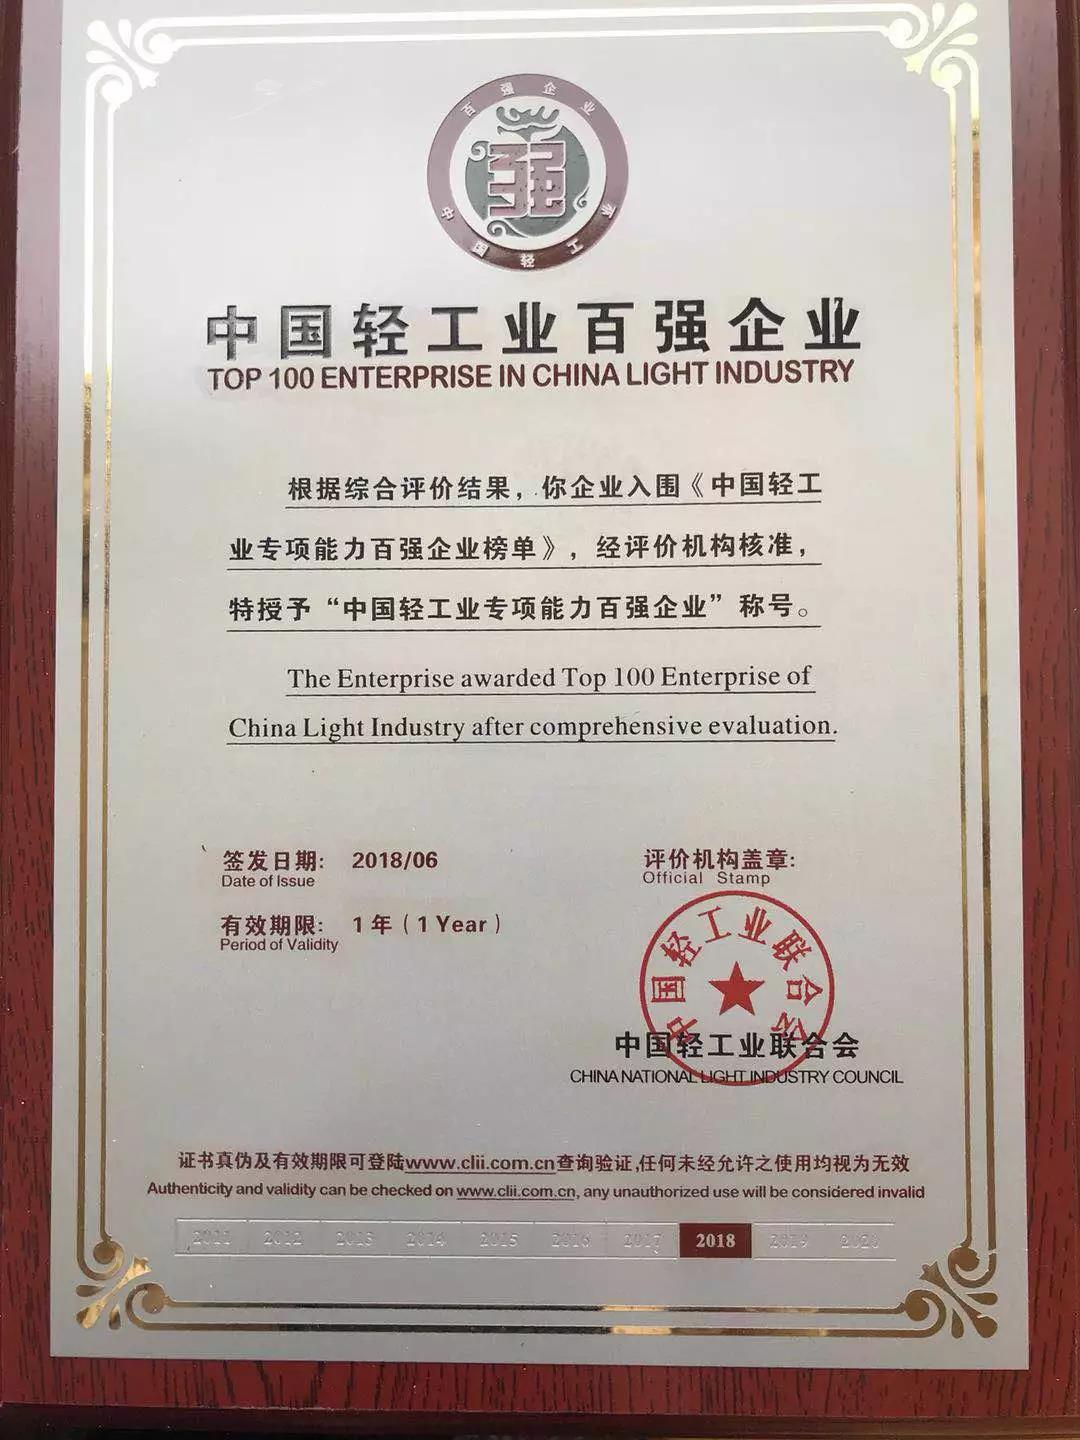 百强企业
强
中国轻工业
中国轻工业百强企业
TOP 100 ENTERPRISE IN CHINA LIGHT INDUSTRY
根据综合评价结果，你企业入围《中国轻工
业专项能力百强企业榜单》，经评价机构核准，
特授予“中国轻工业专项能力百强企业”称号。
The Enterprise awarded Top 100 Enterprise of
China Light Industry after comprehensive evaluation.
签发日期: 2018/06
Date of Issue
评价机构盖章:
Official Stamp
有效期限: 1年（1 Year）
Period of Validity
中国轻工业联合会
中国轻工业联合会
CHINA NATIONAL LIGHT INDUSTRY COUNCIL
证书真伪及有效期限可登陆www.clii.com.cn查询验证,任何未经允许之使用均视为无效
Authenticity and validity can be checked on www.clii.com.cn, any unauthorized use will be considered invalid
2011 2012 2013 2014 2015 2016 2017 2018 2019 2020